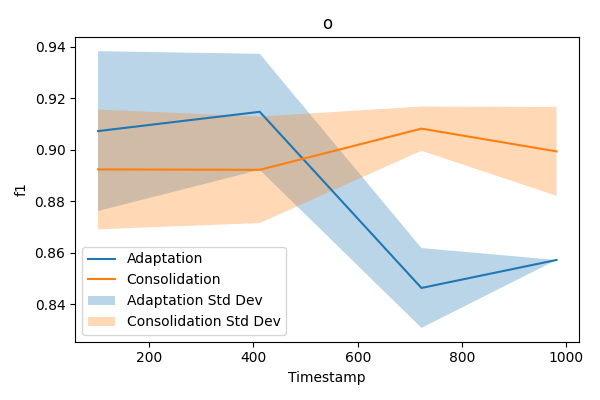 o
0.94
0.92
0.90
0.88
0.86
0.84
f1
Adaptation
Consolidation
Adaptation Std Dev
Consolidation Std Dev
200
400
600
800
1000
Timestamp